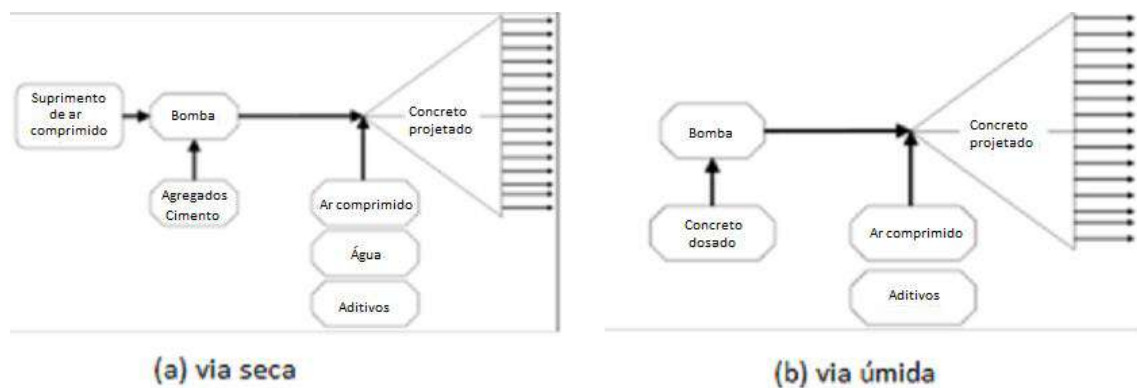 Suprimento
de ar
comprimido
Bomba
Agregados
Cimento
Concreto
projetado
Ar comprimido
Água
Aditivos
(a) via seca
Bomba
Concreto
dosado
Concreto
projetado
Ar comprimido
Aditivos
(b) via úmida